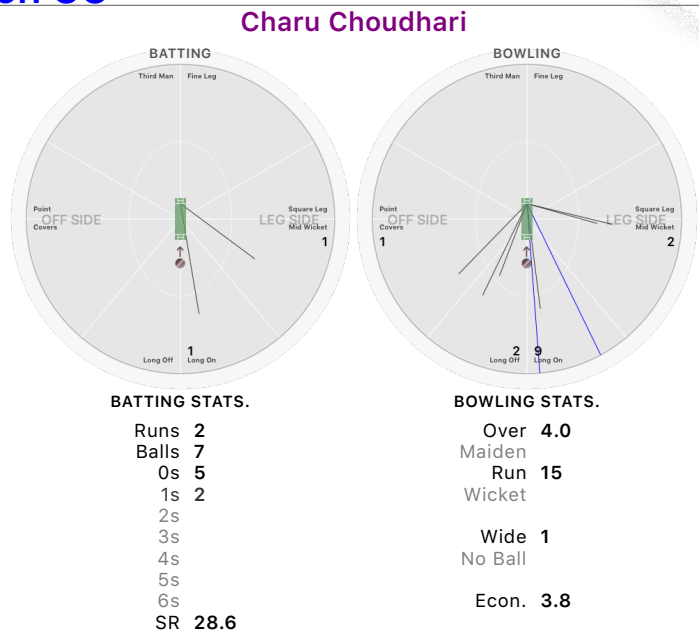 Charu Choudhari
BATTING
Third Man Fine Leg
Point
OFF SIDE
Covers
Square Leg
LEG SIDE
Mid Wicket
1
1
Long Off Long On
BOWLING
Third Man Fine Leg
Point
OFF SIDE
Covers
1
Square Leg
LEG SIDE
Mid Wicket
2
2 9
Long Off Long On
BATTING STATS.
Runs 2
Balls 7
0s 5
1s 2
2s
3s
4s
5s
6s
SR 28.6
BOWLING STATS.
Over 4.0
Maiden
Run 15
Wicket
Wide 1
No Ball
Econ. 3.8